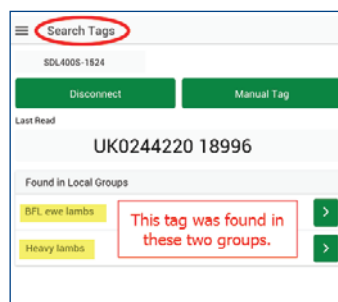 Search Tags
SDL400S-1524
Disconnect
Manual Tag
Last Read
UK0244220 18996
Found in Local Groups
BFL ewe lambs
Heavy lambs
This tag was found in
these two groups.